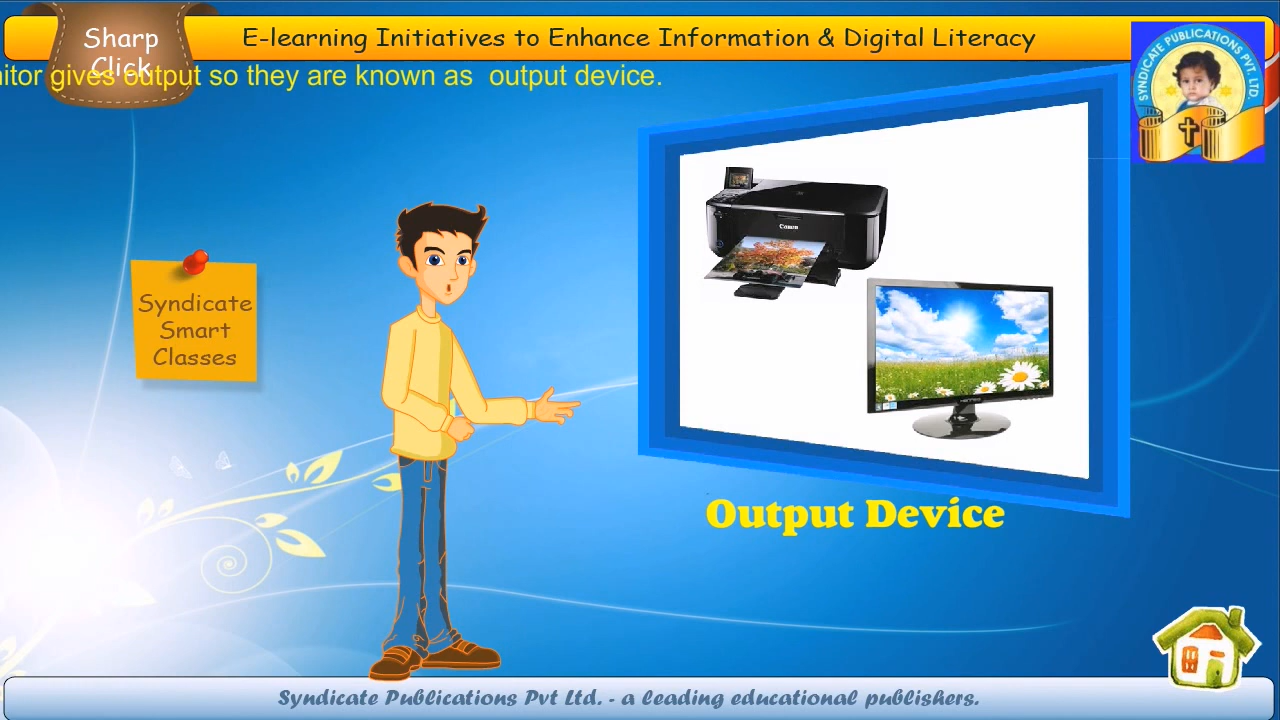 Sharp
Click
E-learning Initiatives to Enhance Information & Digital Literacy
gives output so they are known as  output device.
SYNDICATE PUBLICATIONS PVT. LTD.
Canon
Syndicate
Smart
Classes
Output Device
Syndicate Publications Pvt Ltd. - a leading educational publishers.